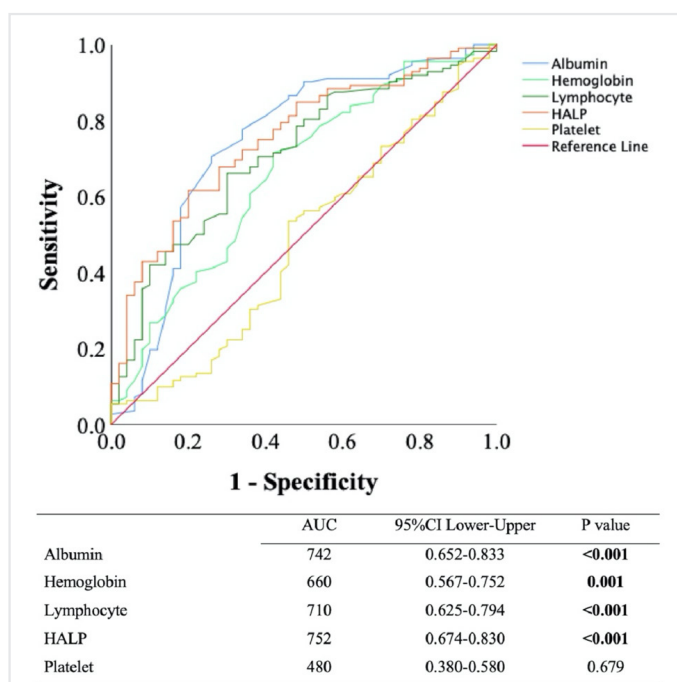 1.0
0.8
0.6
0.4
0.2
0.0
Sensitivity
0.0 0.2 0.4 0.6 0.8 1.0
1 - Specificity
Albumin
Hemoglobin
Lymphocyte
HALP
Platelet
Reference Line
AUC 95%CI Lower-Upper P value
Albumin 742 0.652-0.833 <0.001
Hemoglobin 660 0.567-0.752 0.001
Lymphocyte 710 0.625-0.794 <0.001
HALP 752 0.674-0.830 <0.001
Platelet 480 0.380-0.580 0.679